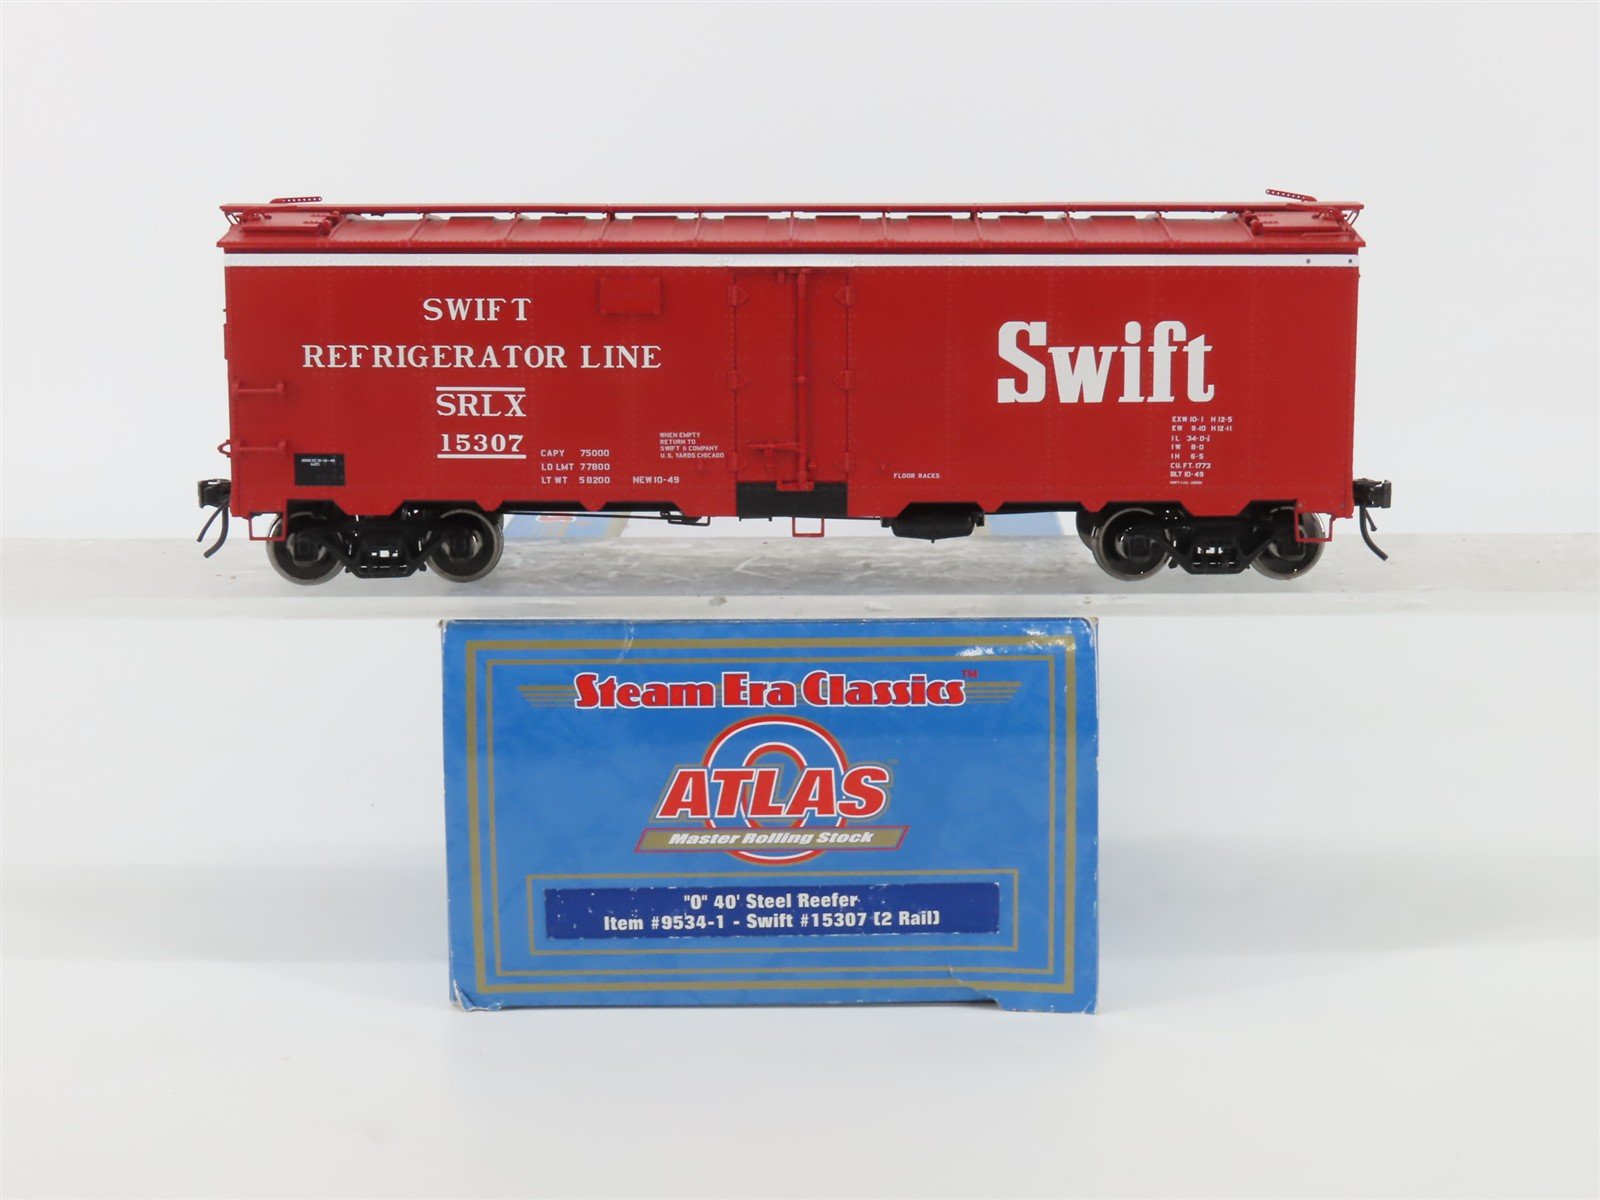 SWIFT
REFRIGERATOR LINE
SRLX
15307
CAPY 75000
LD LMT 77800
LT WT 58200 NEW 10-49
WHEN EMPTY
RETURN TO
SWIFT & COMPANY
U.S. YARDS CHICAGO
FLOOR RACKS
Swift
EXW 10-1 H 12-5
EW 9-10 H 12-11
IL 34-0-½
IW 8-0
IH 6-5
CU. FT. 1773
BLT 10-49
Steam Era Classics™
ATLAS
Master Rolling Stock
"O" 40' Steel Reefer
Item #9534-1 - Swift #15307 (2 Rail)